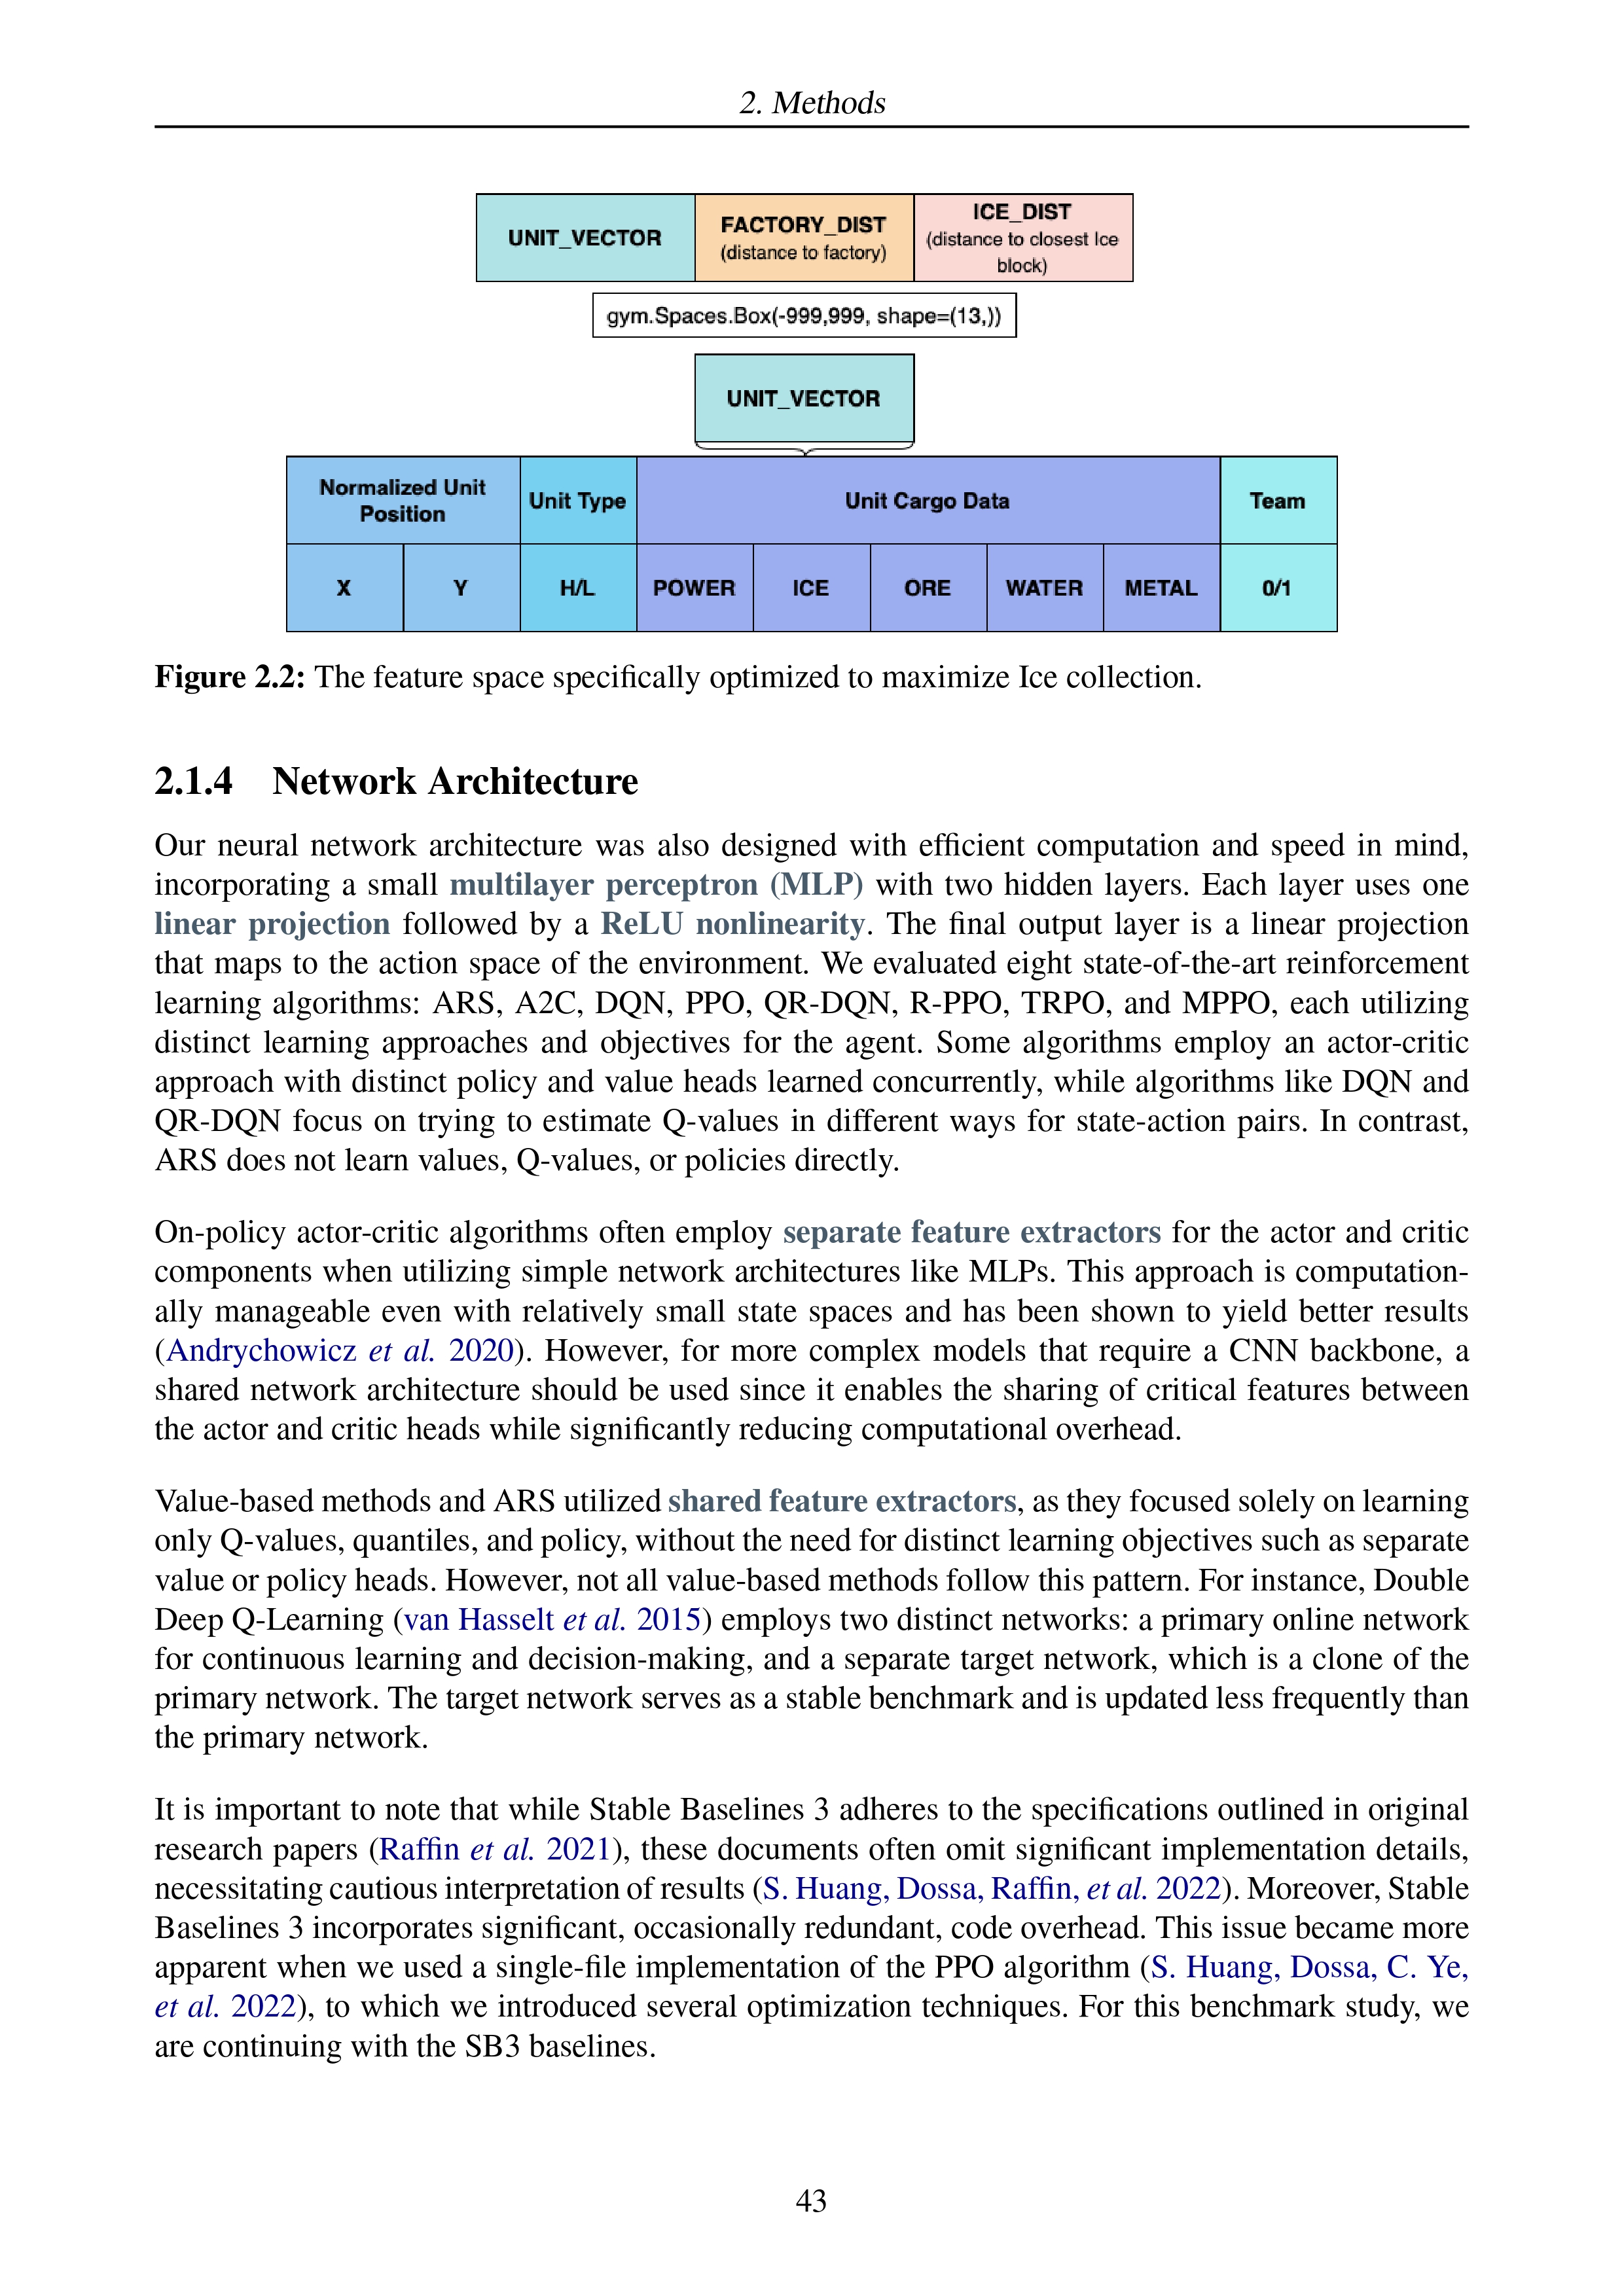 2. Methods
UNIT_VECTOR
FACTORY_DIST
(distance to factory)
ICE_DIST
(distance to closest Ice
block)
gym.Spaces.Box(-999,999, shape=(13,))
UNIT_VECTOR
Normalized Unit
Position
Unit Type
Unit Cargo Data
Team
X
Y
H/L
POWER
ICE
ORE
WATER
METAL
0/1
Figure 2.2: The feature space specifically optimized to maximize Ice collection.
2.1.4 Network Architecture
Our neural network architecture was also designed with efficient computation and speed in mind,
incorporating a small multilayer perceptron (MLP) with two hidden layers. Each layer uses one
linear projection followed by a ReLU nonlinearity. The final output layer is a linear projection
that maps to the action space of the environment. We evaluated eight state-of-the-art reinforcement
learning algorithms: ARS, A2C, DQN, PPO, QR-DQN, R-PPO, TRPO, and MPPO, each utilizing
distinct learning approaches and objectives for the agent. Some algorithms employ an actor-critic
approach with distinct policy and value heads learned concurrently, while algorithms like DQN and
QR-DQN focus on trying to estimate Q-values in different ways for state-action pairs. In contrast,
ARS does not learn values, Q-values, or policies directly.
On-policy actor-critic algorithms often employ separate feature extractors for the actor and critic
components when utilizing simple network architectures like MLPs. This approach is computation-
ally manageable even with relatively small state spaces and has been shown to yield better results
(Andrychowicz et al. 2020). However, for more complex models that require a CNN backbone, a
shared network architecture should be used since it enables the sharing of critical features between
the actor and critic heads while significantly reducing computational overhead.
Value-based methods and ARS utilized shared feature extractors, as they focused solely on learning
only Q-values, quantiles, and policy, without the need for distinct learning objectives such as separate
value or policy heads. However, not all value-based methods follow this pattern. For instance, Double
Deep Q-Learning (van Hasselt et al. 2015) employs two distinct networks: a primary online network
for continuous learning and decision-making, and a separate target network, which is a clone of the
primary network. The target network serves as a stable benchmark and is updated less frequently than
the primary network.
It is important to note that while Stable Baselines 3 adheres to the specifications outlined in original
research papers (Raffin et al. 2021), these documents often omit significant implementation details,
necessitating cautious interpretation of results (S. Huang, Dossa, Raffin, et al. 2022). Moreover, Stable
Baselines 3 incorporates significant, occasionally redundant, code overhead. This issue became more
apparent when we used a single-file implementation of the PPO algorithm (S. Huang, Dossa, C. Ye,
et al. 2022), to which we introduced several optimization techniques. For this benchmark study, we
are continuing with the SB3 baselines.
43